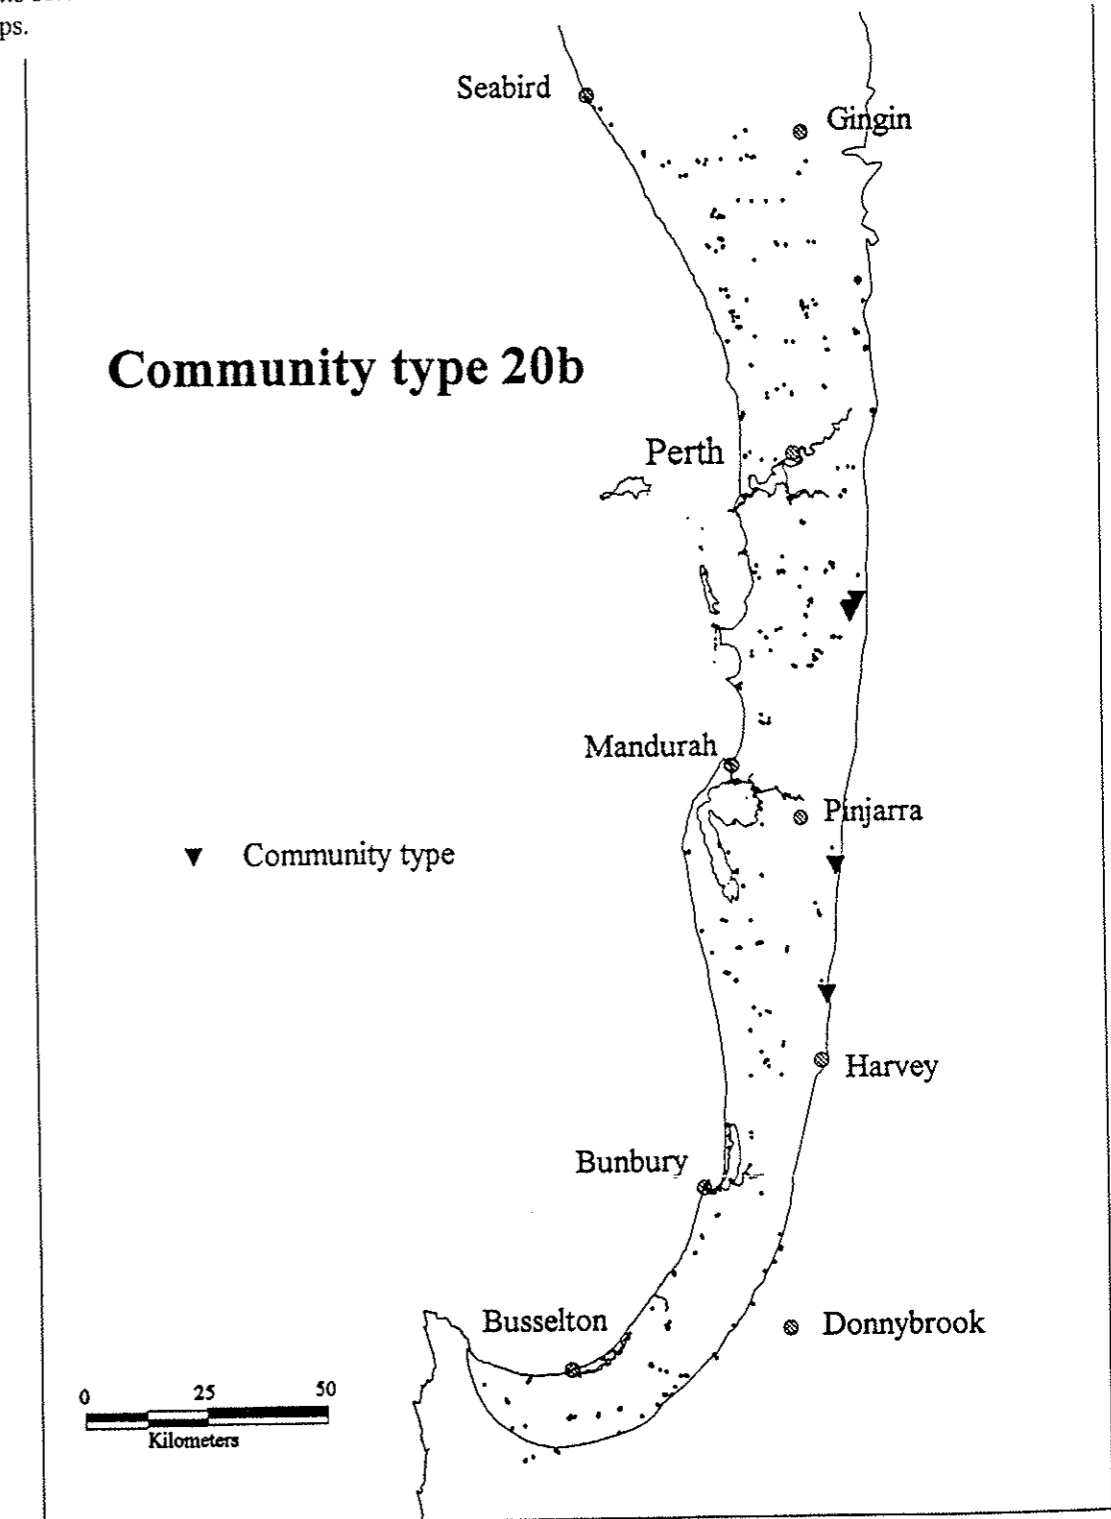 ps.
Seabird
Gingin
Community type 20b
Perth
Mandurah
Pinjarra
Community type
Harvey
Bunbury
Busselton
Donnybrook
0 25 50
Kilometers